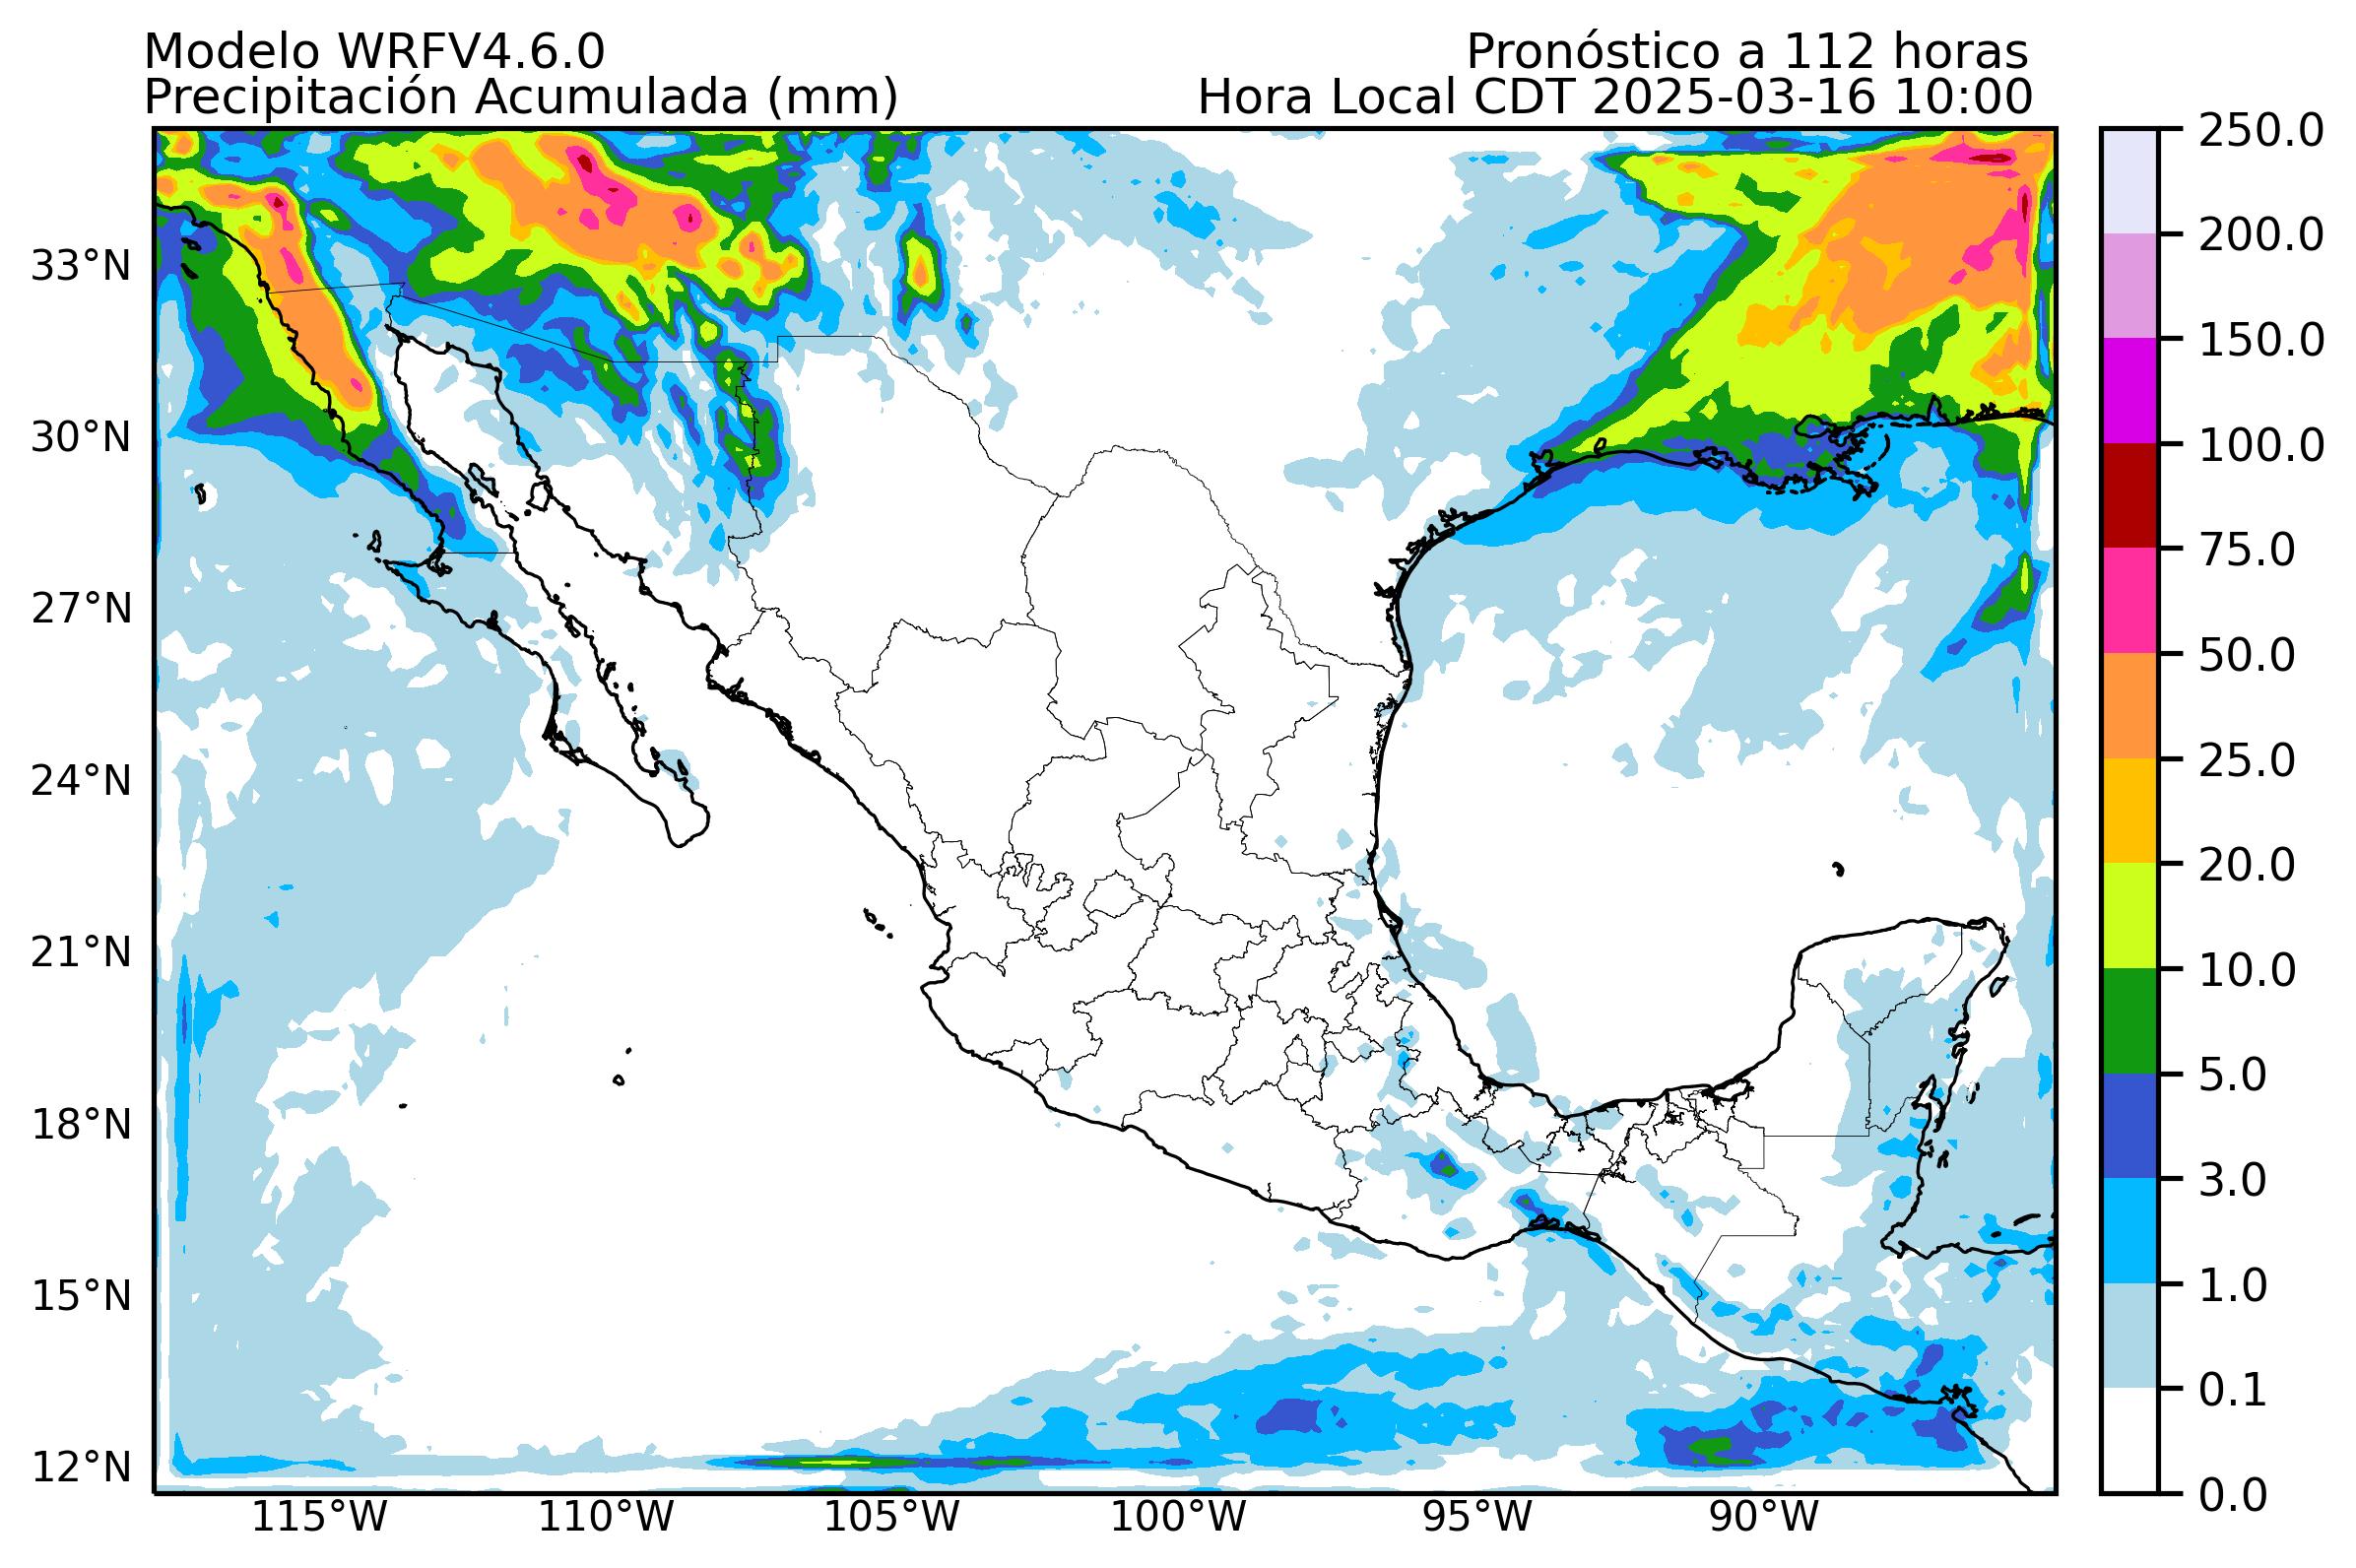 Modelo WRFV4.6.0
Pronóstico a 112 horas
Precipitación Acumulada (mm)
Hora Local CDT 2025-03-16 10:00
33°N
30°N
27°N
24°N
21°N
18°N
15°N
12°N
115°W
110°W
105°W
100°W
95°W
90°W
250.0
200.0
150.0
100.0
75.0
50.0
25.0
20.0
10.0
5.0
3.0
1.0
0.1
0.0